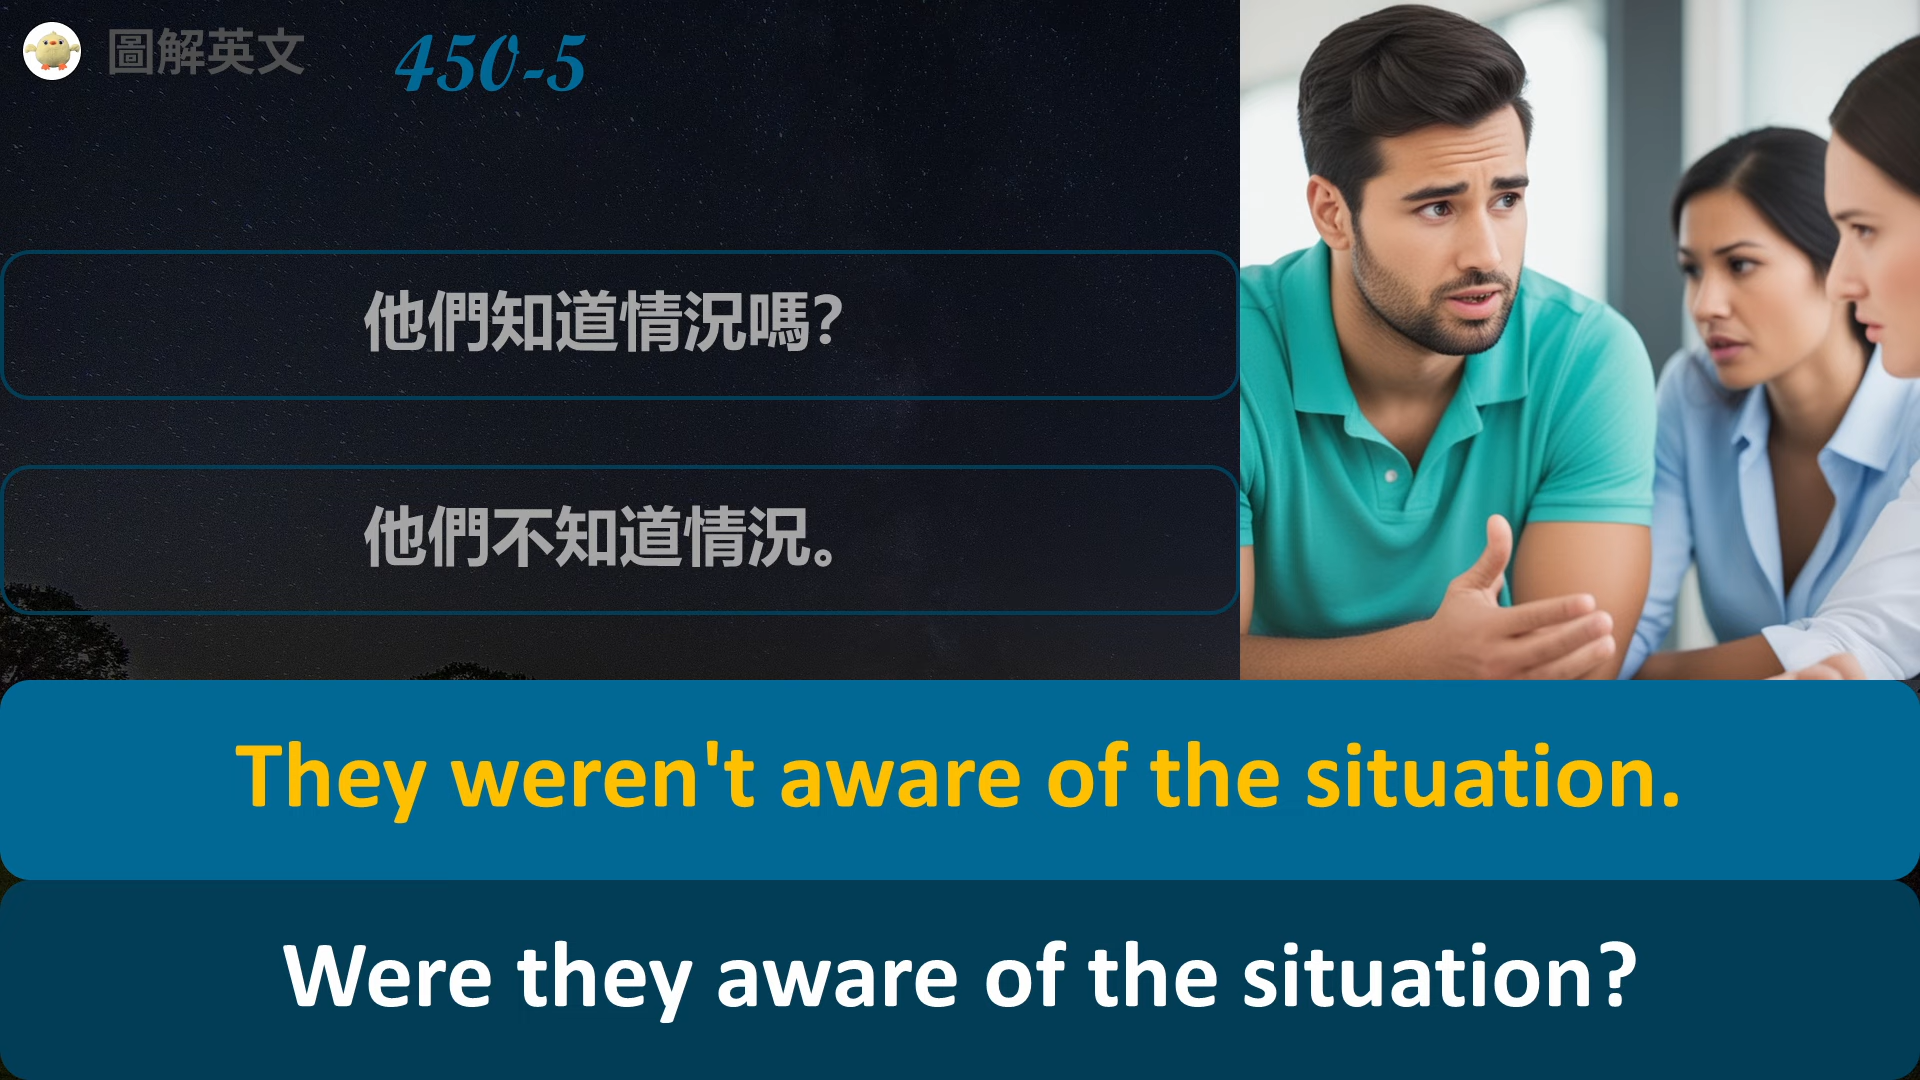 圖解英文
450-5
他們知道情況嗎?
他們不知道情況。
They weren't aware of the situation.
Were they aware of the situation?